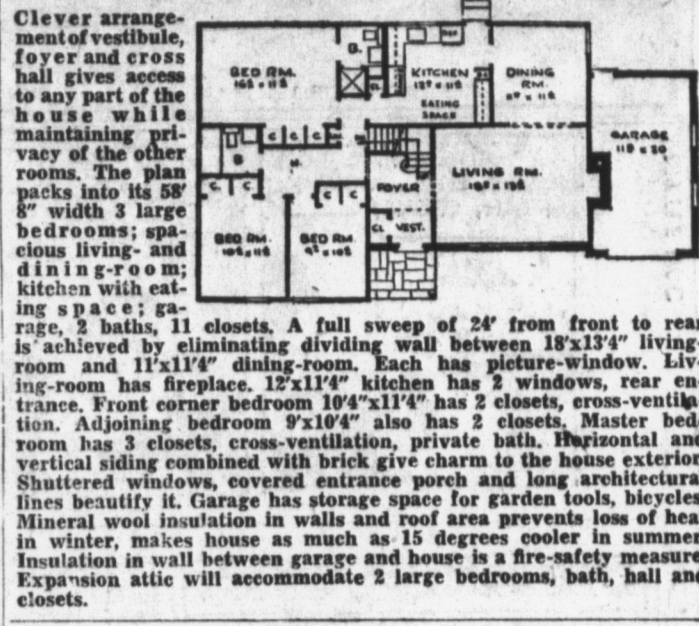 Clever arrange-
ment of vestibule,
foyer and cross
hall gives access
to any part of the
house while
maintaining pri-
vacy of the other
rooms. The plan
packs into its 58'
8" width 3 large
bedrooms; spa-
cious living- and
dining-room;
kitchen with eat-
ing space; ga-
rage, 2 baths, 11 closets. A full sweep of 24' from front to rear
is achieved by eliminating dividing wall between 18'x13'4" living-
room and 11'x11'4" dining-room. Each has picture-window. Liv-
ing-room has fireplace. 12'x11'4" kitchen has 2 windows, rear en
trance. Front corner bedroom 10'4"x11'4" has 2 closets, cross-ventila
tion. Adjoining bedroom 9'x10'4" also has 2 closets. Master bed-
room has 3 closets, cross-ventilation, private bath. Horizontal and
vertical siding combined with brick give charm to the house exterior
Shuttered windows, covered entrance porch and long architectura
lines beautify it. Garage has storage space for garden tools, bicycles
Mineral wool insulation in walls and roof area prevents loss of hea
in winter, makes house as much as 15 degrees cooler in summer
Insulation in wall between garage and house is a fire-safety measure
Expansion attic will accommodate 2 large bedrooms, bath, hall and
closets.
BED RM.
B.
KITCHEN
EATING
SPACE
DINING
RM.
GARAGE
C C C
B
H.
LIVING RM.
FOYER
C. C.
C C
BED RM.
BED RM.
CL
VEST.